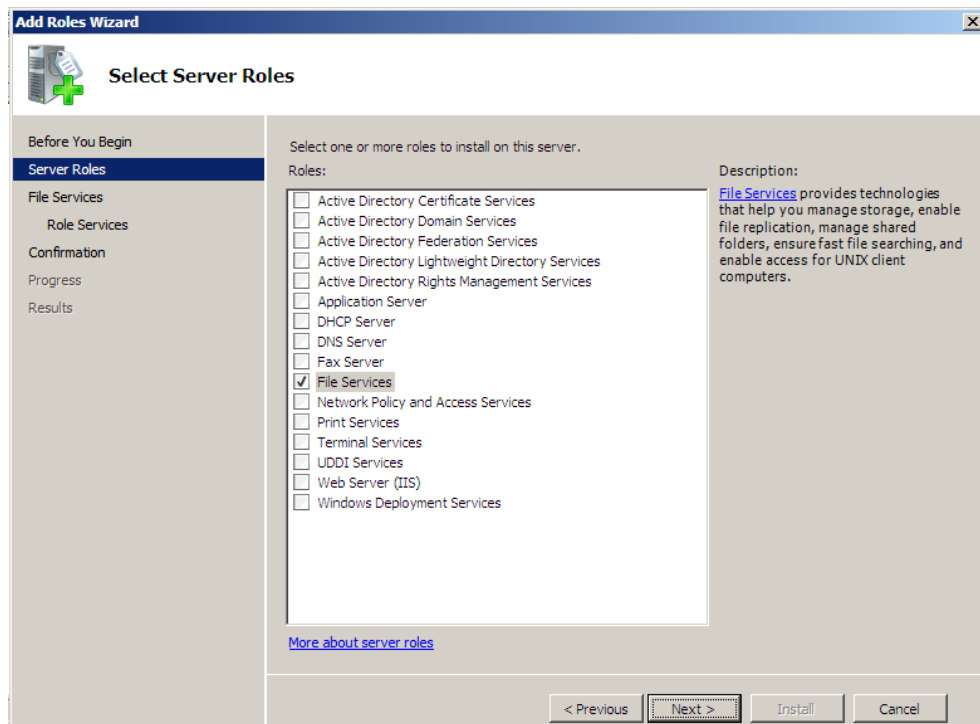 Add Roles Wizard
Select Server Roles
Before You Begin
Server Roles
File Services
Role Services
Confirmation
Progress
Results
Select one or more roles to install on this server.
Roles:
Active Directory Certificate Services
Active Directory Domain Services
Active Directory Federation Services
Active Directory Lightweight Directory Services
Active Directory Rights Management Services
Application Server
DHCP Server
DNS Server
Fax Server
File Services
Network Policy and Access Services
Print Services
Terminal Services
UDDI Services
Web Server (IIS)
Windows Deployment Services
More about server roles
Description:
File Services provides technologies
that help you manage storage, enable
file replication, manage shared
folders, ensure fast file searching, and
enable access for UNIX client
computers.
< Previous
Next >
Install
Cancel